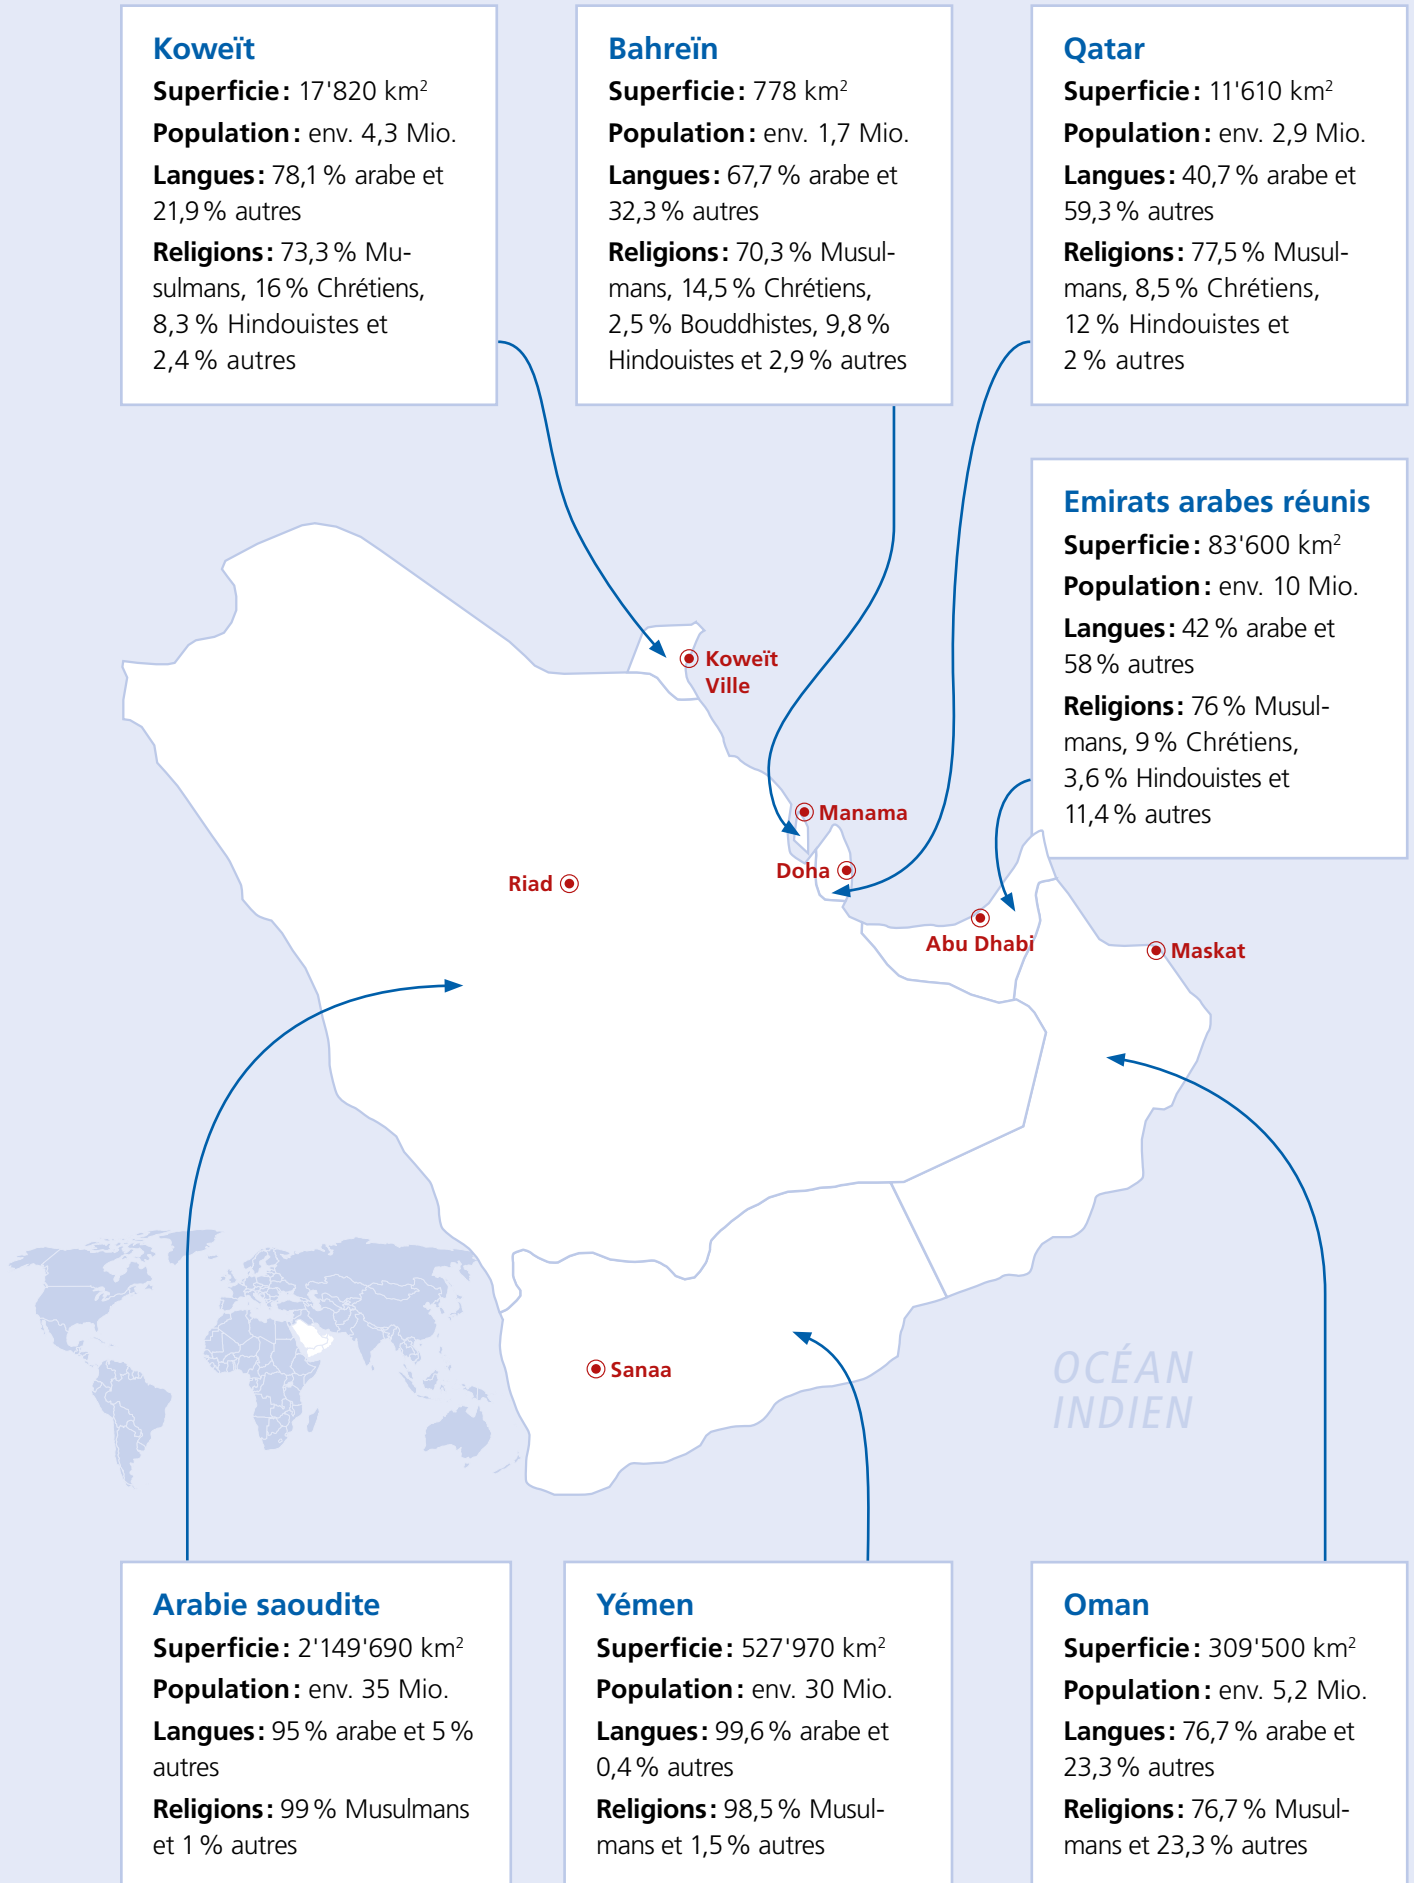 Koweït
Superficie: 17'820 km²
Population: env. 4,3 Mio.
Langues: 78,1% arabe et
21,9% autres
Religions: 73,3% Mu-
sulmans, 16% Chrétiens,
8,3% Hindouistes et
2,4% autres
Bahreïn
Superficie: 778 km²
Population: env. 1,7 Mio.
Langues: 67,7% arabe et
32,3% autres
Religions: 70,3% Musul-
mans, 14,5% Chrétiens,
2,5% Bouddhistes, 9,8%
Hindouistes et 2,9% autres
Qatar
Superficie: 11'610 km²
Population: env. 2,9 Mio.
Langues: 40,7% arabe et
59,3% autres
Religions: 77,5% Musul-
mans, 8,5% Chrétiens,
12% Hindouistes et
2% autres
Emirats arabes réunis
Superficie: 83'600 km²
Population: env. 10 Mio.
Langues: 42% arabe et
58% autres
Religions: 76% Musul-
mans, 9% Chrétiens,
3,6% Hindouistes et
11,4% autres
Koweït
Ville
Manama
Doha
Riad
Abu Dhabi
Maskat
Sanaa
OCÉAN
INDIEN
Arabie saoudite
Superficie: 2'149'690 km²
Population: env. 35 Mio.
Langues: 95% arabe et 5%
autres
Religions: 99% Musulmans
et 1% autres
Yémen
Superficie: 527'970 km²
Population: env. 30 Mio.
Langues: 99,6% arabe et
0,4% autres
Religions: 98,5% Musul-
mans et 1,5% autres
Oman
Superficie: 309'500 km²
Population: env. 5,2 Mio.
Langues: 76,7% arabe et
23,3% autres
Religions: 76,7% Musul-
mans et 23,3% autres